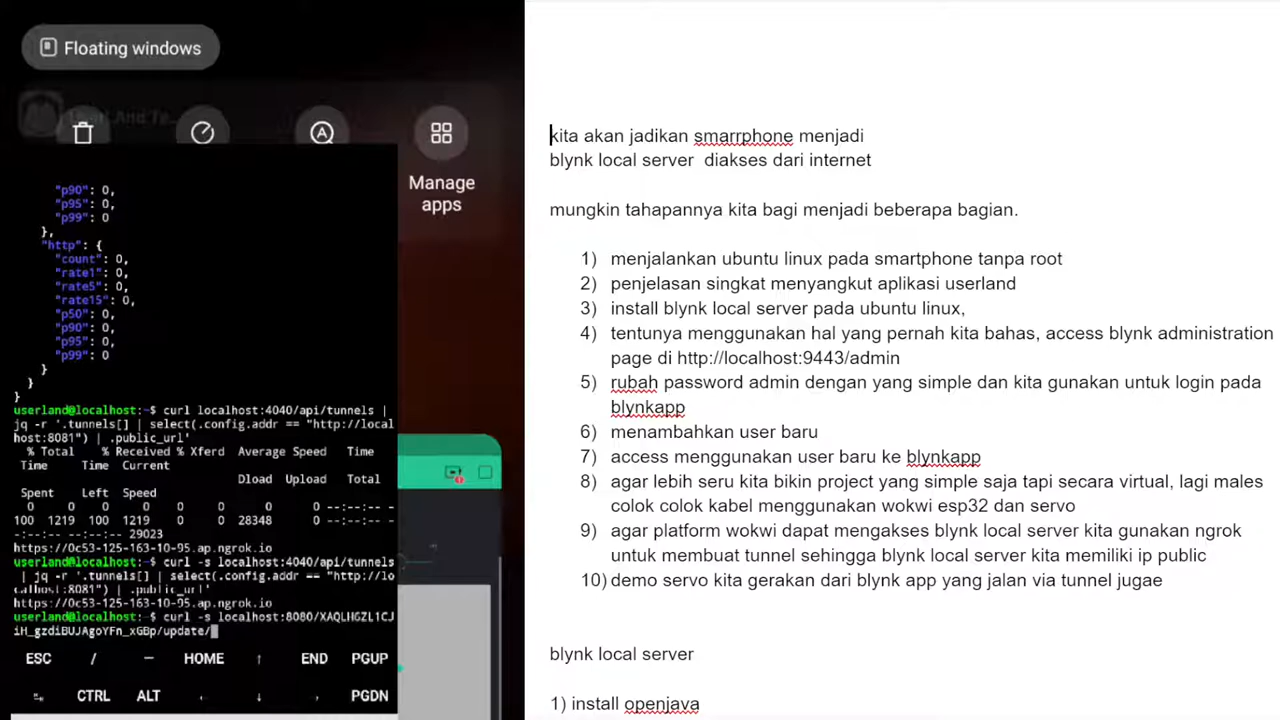 Floating windows
Manage
apps
"p90": 0,
"p95": 0,
"p99": 0
},
"http": {
"count": 0,
"rate1": 0,
"rate5": 0,
"rate15": 0,
"p50": 0,
"p90": 0,
"p95": 0,
"p99": 0
}
}
}
userland@localhost:~$ curl localhost:4040/api/tunnels |
jq -r '.tunnels[] | select(.config.addr == "http://local
host:8081") | .public_url'
% Total % Received % Xferd Average Speed Time
Time Time Current
Dload Upload Total
Spent Left Speed
0 0 0 0 0 0 0 0 --:--:-- -
100 1219 100 1219 0 0 28348 0 --:--:-- -
-:--:-- --:--:-- 29023
https://0c53-125-163-10-95.ap.ngrok.io
userland@localhost:~$ curl -s localhost:4040/api/tunnels
| jq -r '.tunnels[] | select(.config.addr == "http://lo
calhost:8081") | .public_url'
https://0c53-125-163-10-95.ap.ngrok.io
userland@localhost:~$ curl -s localhost:8080/XAQLHGZL1CJ
iH_gzdiBUJAgoYFn_xGBp/update/
ESC / — HOME ↑ END PGUP
CTRL ALT ← ↓ → PGDN
kita akan jadikan smarrphone menjadi
blynk local server diakses dari internet
mungkin tahapannya kita bagi menjadi beberapa bagian.
1) menjalankan ubuntu linux pada smartphone tanpa root
2) penjelasan singkat menyangkut aplikasi userland
3) install blynk local server pada ubuntu linux,
4) tentunya menggunakan hal yang pernah kita bahas, access blynk administration
page di http://localhost:9443/admin
5) rubah password admin dengan yang simple dan kita gunakan untuk login pada
blynkapp
6) menambahkan user baru
7) access menggunakan user baru ke blynkapp
8) agar lebih seru kita bikin project yang simple saja tapi secara virtual, lagi males
colok colok kabel menggunakan wokwi esp32 dan servo
9) agar platform wokwi dapat mengakses blynk local server kita gunakan ngrok
untuk membuat tunnel sehingga blynk local server kita memiliki ip public
10) demo servo kita gerakan dari blynk app yang jalan via tunnel jugae
blynk local server
1) install openjava